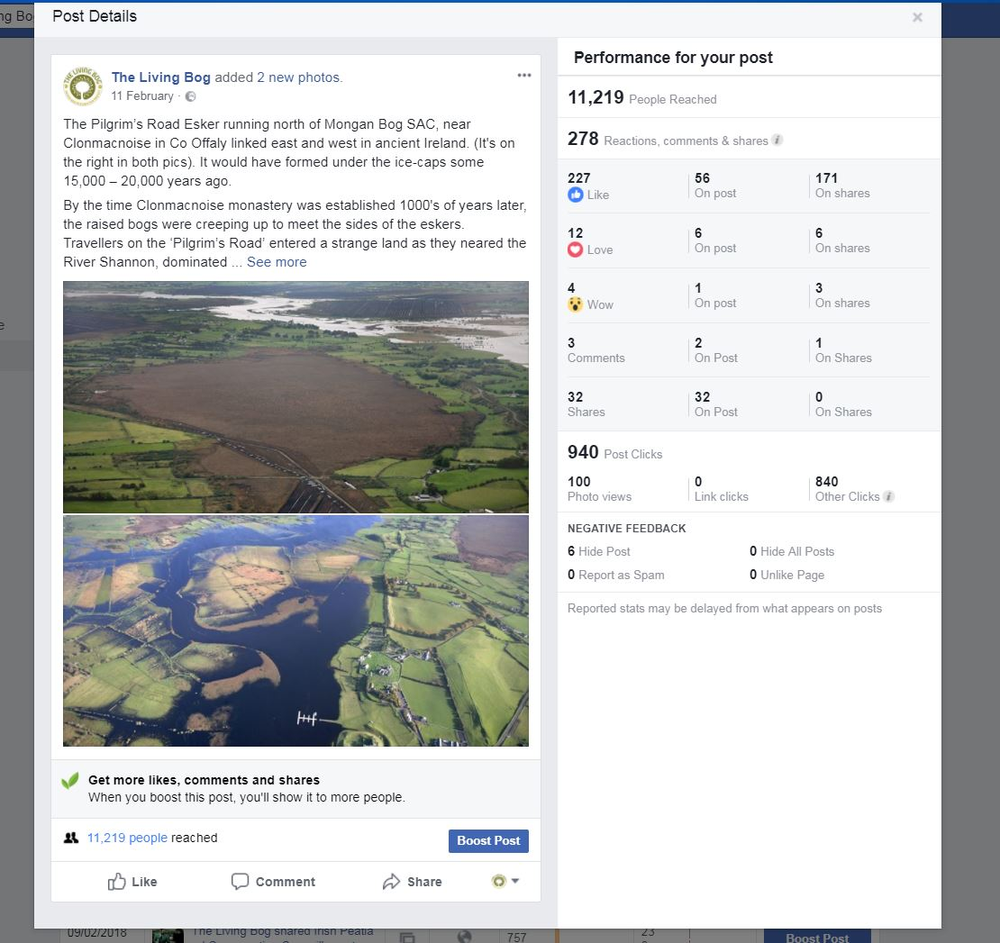 ng Bo
Post Details
×
THE LIVING BOG
The Living Bog added 2 new photos.
11 February ·
The Pilgrim's Road Esker running north of Mongan Bog SAC, near
Clonmacnoise in Co Offaly linked east and west in ancient Ireland. (It's on
the right in both pics). It would have formed under the ice-caps some
15,000 – 20,000 years ago.
By the time Clonmacnoise monastery was established 1000's of years later,
the raised bogs were creeping up to meet the sides of the eskers.
Travellers on the ‘Pilgrim’s Road’ entered a strange land as they neared the
River Shannon, dominated ... See more
Get more likes, comments and shares
When you boost this post, you'll show it to more people.
11,219 people reached
Boost Post
Like
Comment
Share
Performance for your post
11,219 People Reached
278 Reactions, comments & shares
227 56 171
Like On post On shares
12 6 6
Love On post On shares
4 1 3
Wow On post On shares
3 2 1
Comments On Post On Shares
32 32 0
Shares On Post On Shares
940 Post Clicks
100 0 840
Photo views Link clicks Other Clicks
NEGATIVE FEEDBACK
6 Hide Post 0 Hide All Posts
0 Report as Spam 0 Unlike Page
Reported stats may be delayed from what appears on posts
e
09/02/2018 The Living Bog shared Irish Peatla 757 23 Boost Post